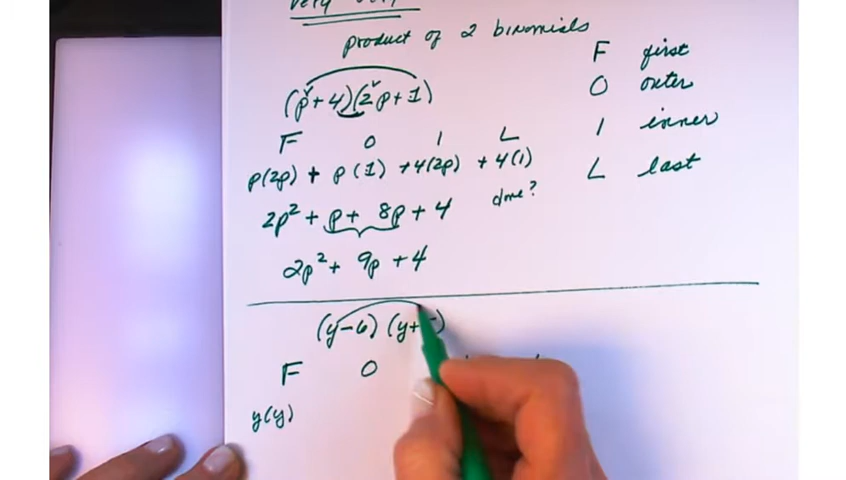 very
product of 2 binomials
F first
O outer
I inner
L last
(p+4)(2p+1)
F O I L
p(2p) + p(1) +4(2p) +4(1)
2p² + p + 8p + 4 done?
2p² + 9p + 4
(y-6)(y+
F O
y(y)